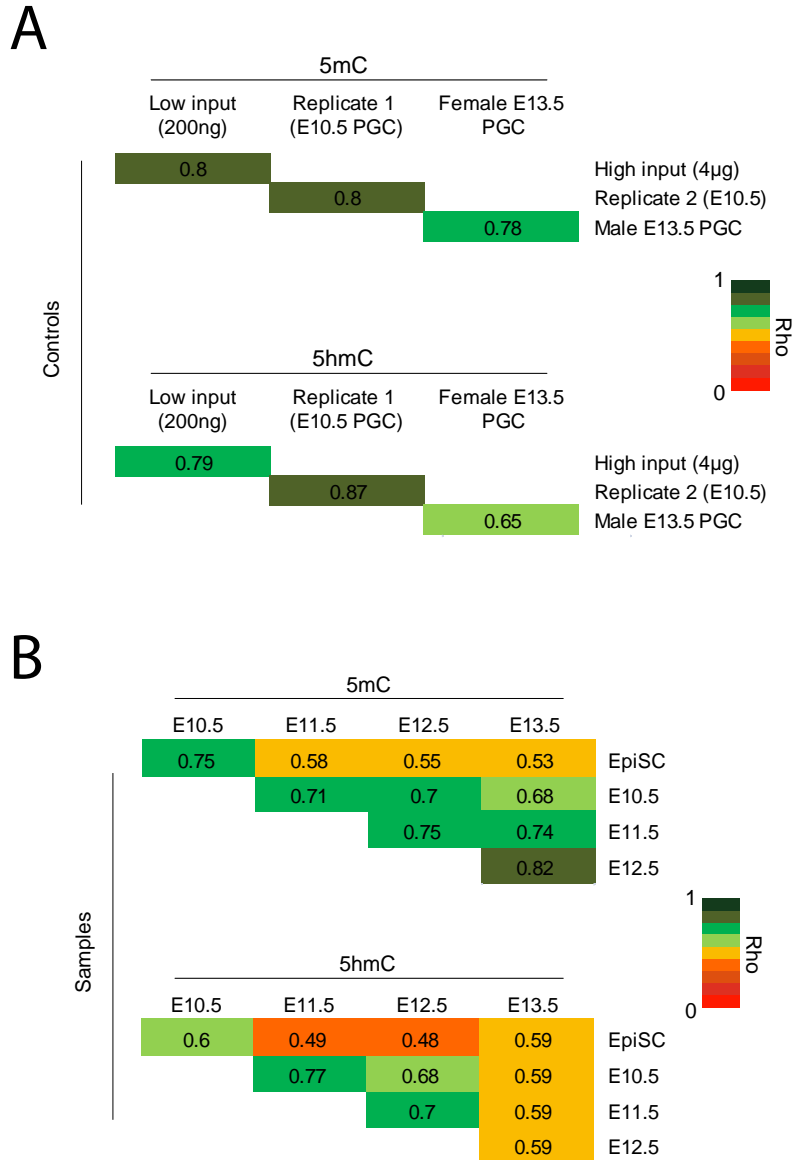 A
5mC
Low input (200ng)
Replicate 1 (E10.5 PGC)
Female E13.5 PGC
0.8
High input (4µg)
0.8
Replicate 2 (E10.5)
0.78
Male E13.5 PGC
Controls
1
0
Rho
5hmC
Low input (200ng)
Replicate 1 (E10.5 PGC)
Female E13.5 PGC
0.79
High input (4µg)
0.87
Replicate 2 (E10.5)
0.65
Male E13.5 PGC
B
5mC
E10.5 E11.5 E12.5 E13.5
0.75 0.58 0.55 0.53 EpiSC
0.71 0.7 0.68 E10.5
0.75 0.74 E11.5
0.82 E12.5
Samples
1
0
Rho
5hmC
E10.5 E11.5 E12.5 E13.5
0.6 0.49 0.48 0.59 EpiSC
0.77 0.68 0.59 E10.5
0.7 0.59 E11.5
0.59 E12.5